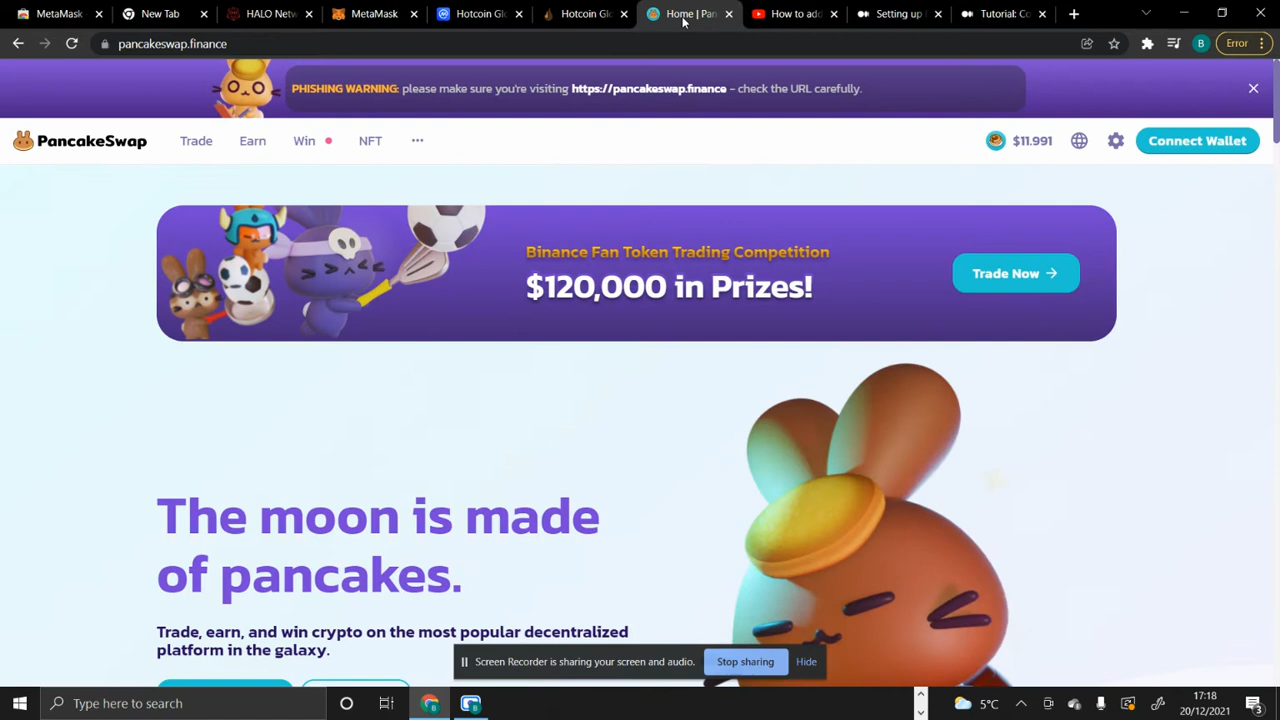 MetaMask -
New Tab
HALO Netw
MetaMask
Hotcoin Glo
Hotcoin Glo
Home | Pan
How to add
Setting up
Tutorial: Co
pancakeswap.finance
B
Error
PHISHING WARNING: please make sure you're visiting https://pancakeswap.finance - check the URL carefully.
PancakeSwap
Trade
Earn
Win
NFT
$11.991
Connect Wallet
Binance Fan Token Trading Competition
$120,000 in Prizes!
Trade Now
The moon is made
of pancakes.
Trade, earn, and win crypto on the most popular decentralized
platform in the galaxy.
Screen Recorder is sharing your screen and audio.
Stop sharing
Hide
Type here to search
5°C
17:18
20/12/2021
3